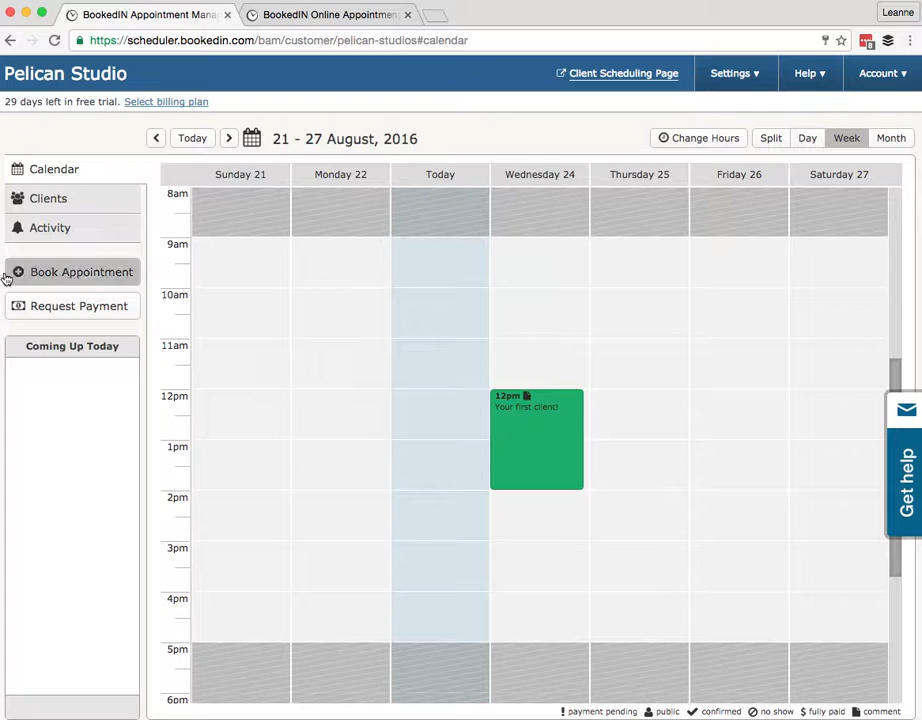 BookedIN Appointment Mana
BookedIN Online Appointment
Leanne
https://scheduler.bookedin.com/bam/customer/pelican-studios#calendar
8
Pelican Studio
Client Scheduling Page
Settings ▾
Help ▾
Account ▾
29 days left in free trial. Select billing plan
Today
21 - 27 August, 2016
Change Hours
Split
Day
Week
Month
Calendar
Clients
Activity
Book Appointment
Request Payment
Coming Up Today
Sunday 21
Monday 22
Today
Wednesday 24
Thursday 25
Friday 26
Saturday 27
8am
9am
10am
11am
12pm
1pm
2pm
3pm
4pm
5pm
6pm
12pm
Your first client!
Get help
! payment pending
public
confirmed
no show
$ fully paid
comment